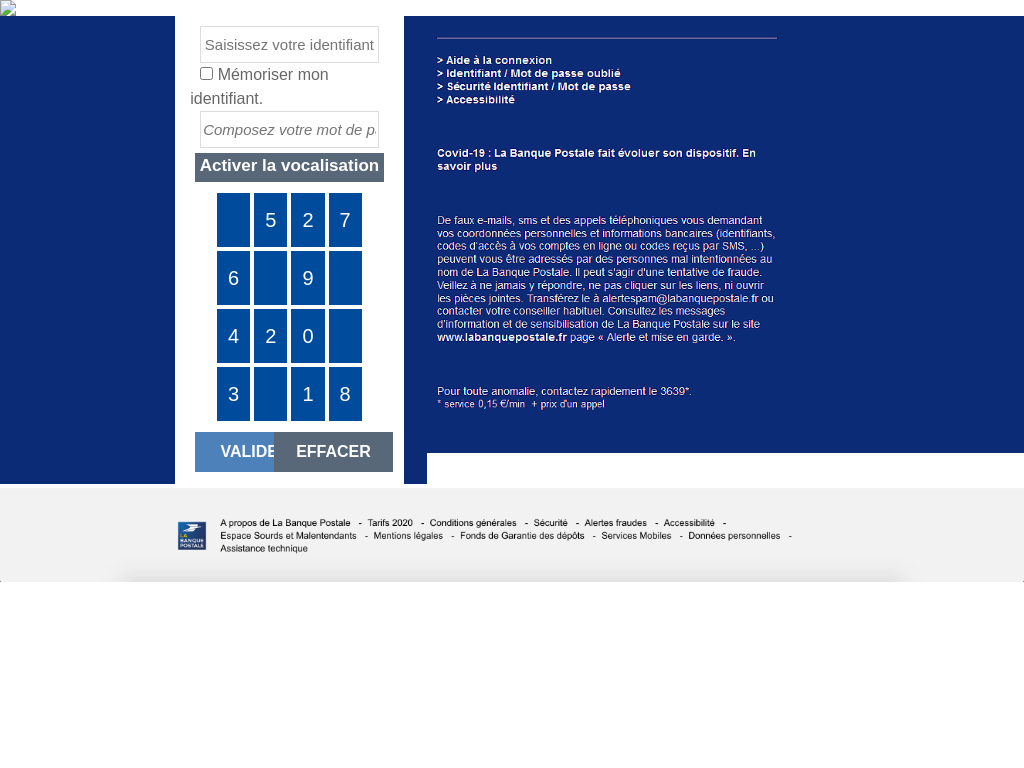 Saisissez votre identifiant
Mémoriser mon
identifiant.
Composez votre mot de p
Activer la vocalisation
5 2 7
6 9
4 2 0
3 1 8
VALIDE
EFFACER
> Aide à la connexion
> Identifiant / Mot de passe oublié
> Sécurité Identifiant / Mot de passe
> Accessibilité
Covid-19 : La Banque Postale fait évoluer son dispositif. En
savoir plus
De faux e-mails, sms et des appels téléphoniques vous demandant
vos coordonnées personnelles et informations bancaires (identifiants,
codes d'accès à vos comptes en ligne ou codes reçus par SMS, ...)
peuvent vous être adressés par des personnes mal intentionnées au
nom de La Banque Postale. Il peut s'agir d'une tentative de fraude.
Veillez à ne jamais y répondre, ne pas cliquer sur les liens, ni ouvrir
les pièces jointes. Transférez le à alertespam@labanquepostale.fr ou
contacter votre conseiller habituel. Consultez les messages
d'information et de sensibilisation de La Banque Postale sur le site
www.labanquepostale.fr page « Alerte et mise en garde. ».
Pour toute anomalie, contactez rapidement le 3639*.
* service 0,15 €/min + prix d'un appel
LA
BANQUE
POSTALE
A propos de La Banque Postale - Tarifs 2020 - Conditions générales - Sécurité - Alertes fraudes - Accessibilité -
Espace Sourds et Malentendants - Mentions légales - Fonds de Garantie des dépôts - Services Mobiles - Données personnelles -
Assistance technique